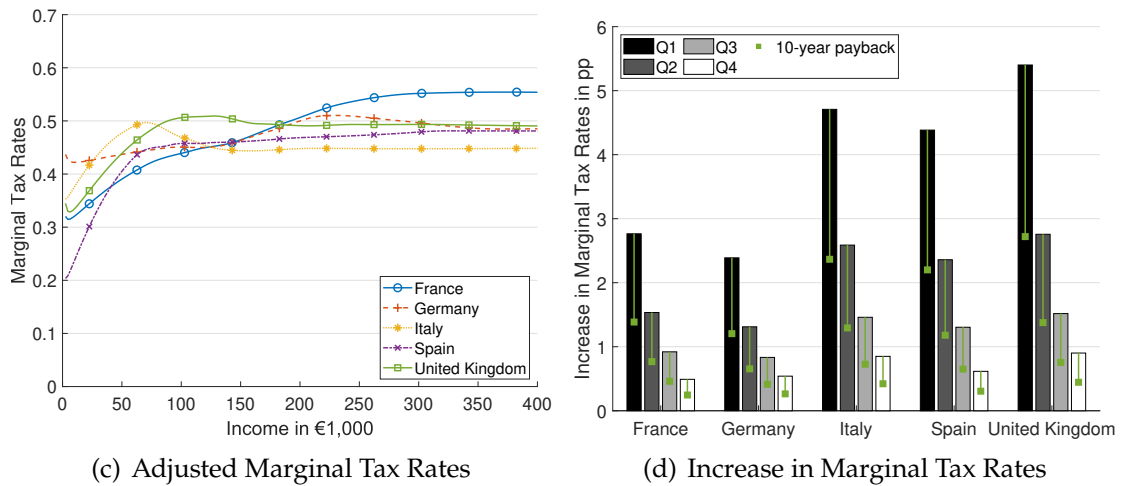 Marginal Tax Rates
0.7
0.6
0.5
0.4
0.3
0.2
0.1
0
France
Germany
Italy
Spain
United Kingdom
0 50 100 150 200 250 300 350 400
Income in €1,000
(c) Adjusted Marginal Tax Rates
Increase in Marginal Tax Rates in pp
6
5
4
3
2
1
0
Q1 Q3 10-year payback
Q2 Q4
France Germany Italy Spain United Kingdom
(d) Increase in Marginal Tax Rates